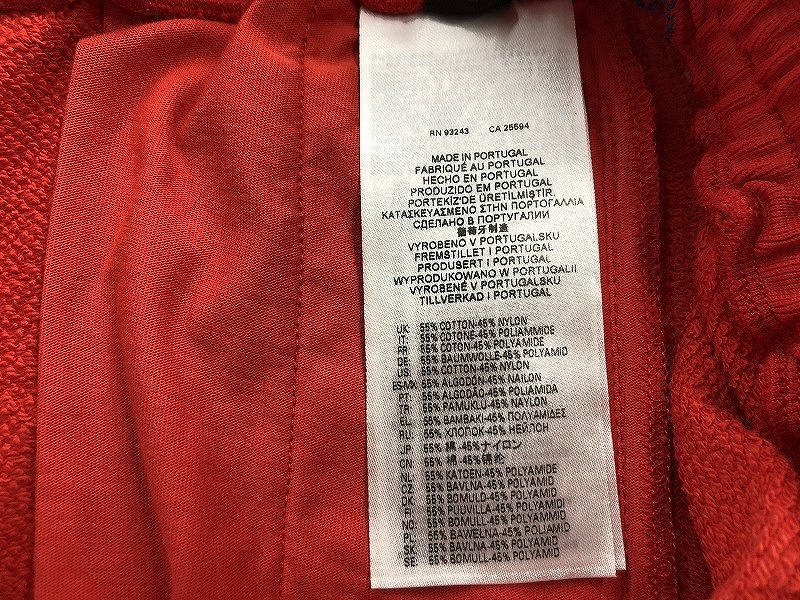 RN 93243 CA 25594
MADE IN PORTUGAL
FABRIQUÉ AU PORTUGAL
HECHO EN PORTUGAL
PRODUZIDO EM PORTUGAL
PORTEKİZ'DE ÜRETİLMİŞTİR.
ΚΑΤΑΣΚΕΥΑΣΜΕΝΟ ΣΤΗΝ ΠΟΡΤΟΓΑΛΛΙΑ
СДЕЛАНО В ПОРТУГАЛИИ
葡萄牙制造
VYROBENO V PORTUGALSKU
FREMSTILLET I PORTUGAL
PRODUSERT I PORTUGAL
WYPRODUKOWANO W PORTUGALII
VYROBENÉ V PORTUGALSKU
TILLVERKAD I PORTUGAL
UK: 55% COTTON-45% NYLON
IT: 55% COTONE-45% POLIAMMIDE
FR: 55% COTON-45% POLYAMIDE
DE: 55% BAUMWOLLE-45% POLYAMID
US: 55% COTTON-45% NYLON
ES-MX: 55% ALGODÓN-45% NAILON
PT: 55% ALGODÃO-45% POLIAMIDA
TR: 55% PAMUKLU-45% NAYLON
EL: 55% ΒΑΜΒΑΚΙ-45% ΠΟΛΥΑΜΙΔΕΣ
RU: 55% ХЛОПОК-45% НЕЙЛОН
JP: 55% 綿-45%ナイロン
CN: 55% 棉-45%锦纶
NL: 55% KATOEN-45% POLYAMIDE
CZ: 55% BAVLNA-45% POLYAMID
DK: 55% BOMULD-45% POLYAMID
FI: 55% PUUVILLA-45% POLYAMIDI
NO: 55% BOMULL-45% POLYAMMID
PL: 55% BAWEŁNA-45% POLIAMID
SK: 55% BAVLNA-45% POLYAMID
SE: 55% BOMULL-45% POLYAMID